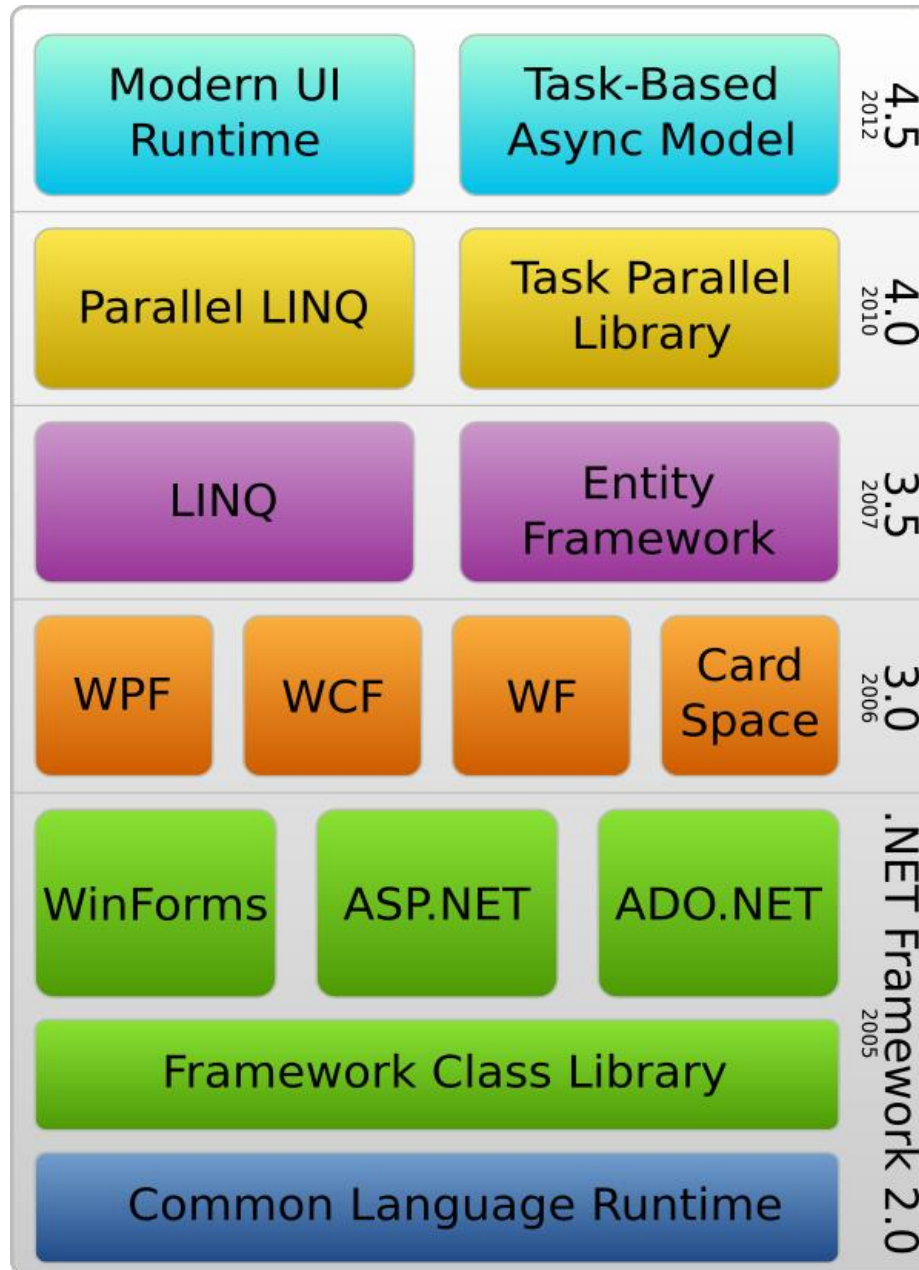 Modern UI
Runtime
Task-Based
Async Model
4.5
2012
Parallel LINQ
Task Parallel
Library
4.0
2010
LINQ
Entity
Framework
3.5
2007
WPF
WCF
WF
Card
Space
3.0
2006
WinForms
ASP.NET
ADO.NET
Framework Class Library
Common Language Runtime
.NET Framework 2.0
2005